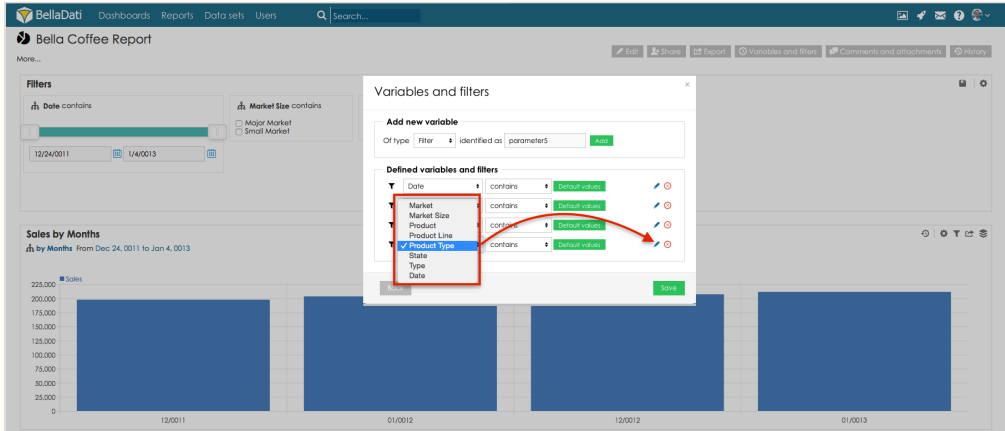 BellaDati Dashboards Reports Data sets Users Search...
Bella Coffee Report
Edit Share Export Variables and filters Comments and attachments History
More...
Filters
Date contains
12/24/0011 1/4/0013
Market Size contains
Major Market
Small Market
Variables and filters ×
Add new variable
Of type Filter identified as parameter5 Add
Defined variables and filters
Date contains Default values
contains Default values
contains Default values
contains Default values
Market
Market Size
Product
Product Line
✓ Product Type
State
Type
Date
Back Save
Sales by Months
by Months From Dec 24, 0011 to Jan 4, 0013
Sales
225,000
200,000
175,000
150,000
125,000
100,000
75,000
50,000
25,000
0
12/0011 01/0012 12/0012 01/0013